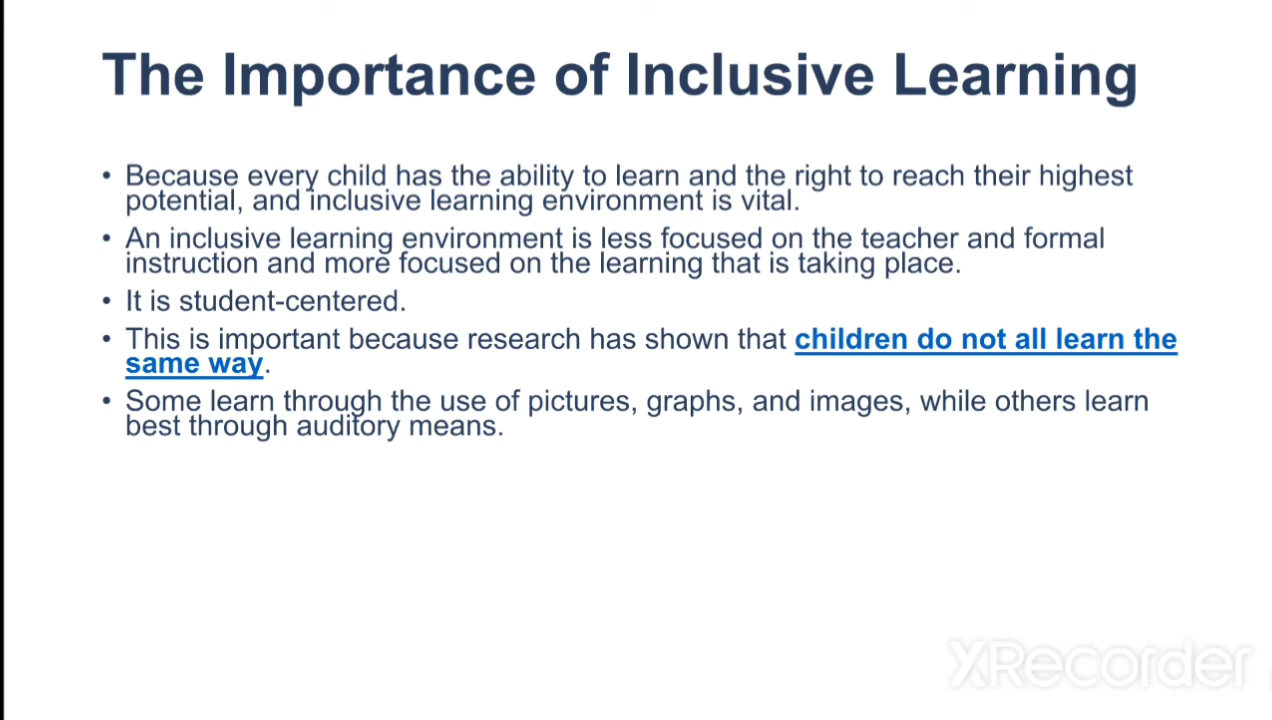 The Importance of Inclusive Learning
• Because every child has the ability to learn and the right to reach their highest
potential, and inclusive learning environment is vital.
• An inclusive learning environment is less focused on the teacher and formal
instruction and more focused on the learning that is taking place.
• It is student-centered.
• This is important because research has shown that children do not all learn the
same way.
• Some learn through the use of pictures, graphs, and images, while others learn
best through auditory means.
XRecorder